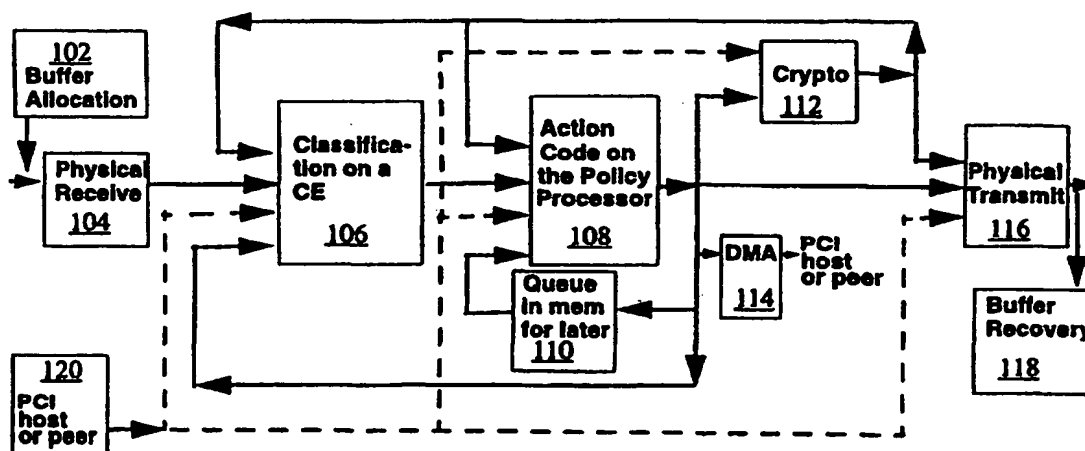 102
Buffer
Allocation
Physical
Receive
104
Classifica-
tion on a
CE
106
Action
Code on
the Policy
Processor
108
Crypto
112
Physical
Transmit
116
DMA
114
PCI
host
or peer
Queue
in mem
for later
110
Buffer
Recovery
118
120
PCI
host
or peer